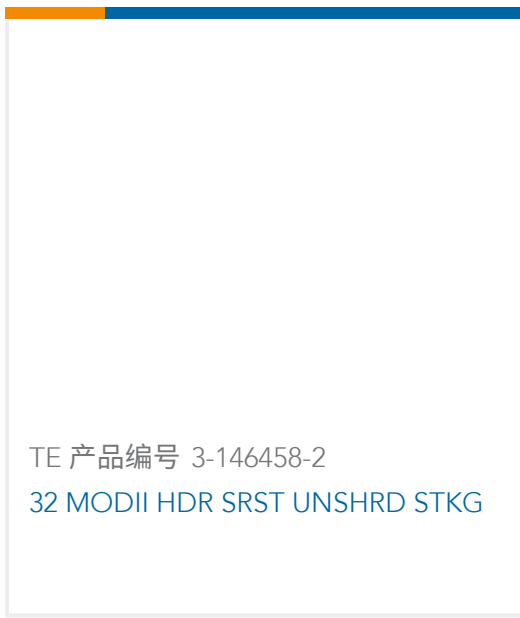 TE 产品编号 3-146458-2
32 MODII HDR SRST UNSHRD STKG